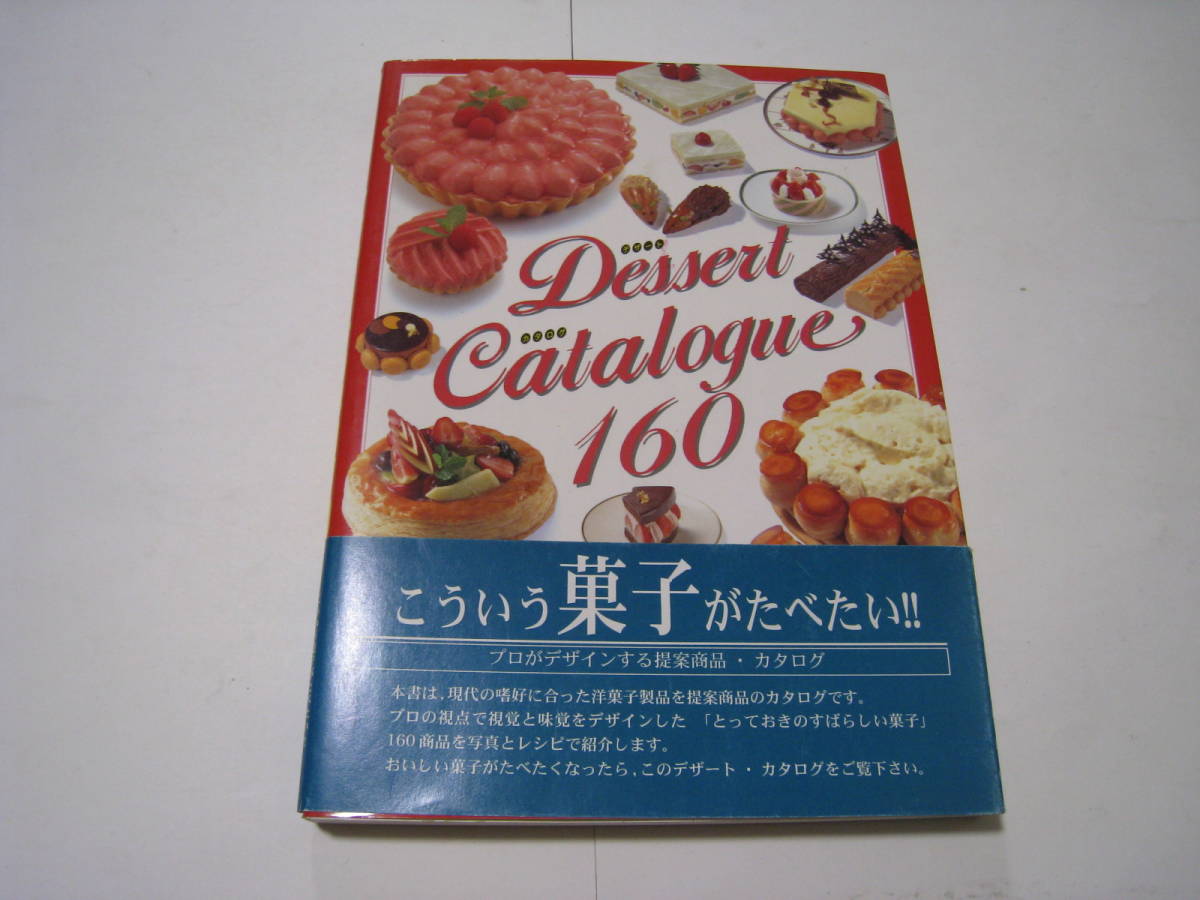 デザート
Dessert
カタログ
Catalogue
160
こういう菓子がたべたい!!
プロがデザインする提案商品・カタログ
本書は,現代の嗜好に合った洋菓子製品を提案商品のカタログです。
プロの視点で視覚と味覚をデザインした 「とっておきのすばらしい菓子」
160商品を写真とレシピで紹介します。
おいしい菓子がたべたくなったら,このデザート・カタログをご覧下さい。